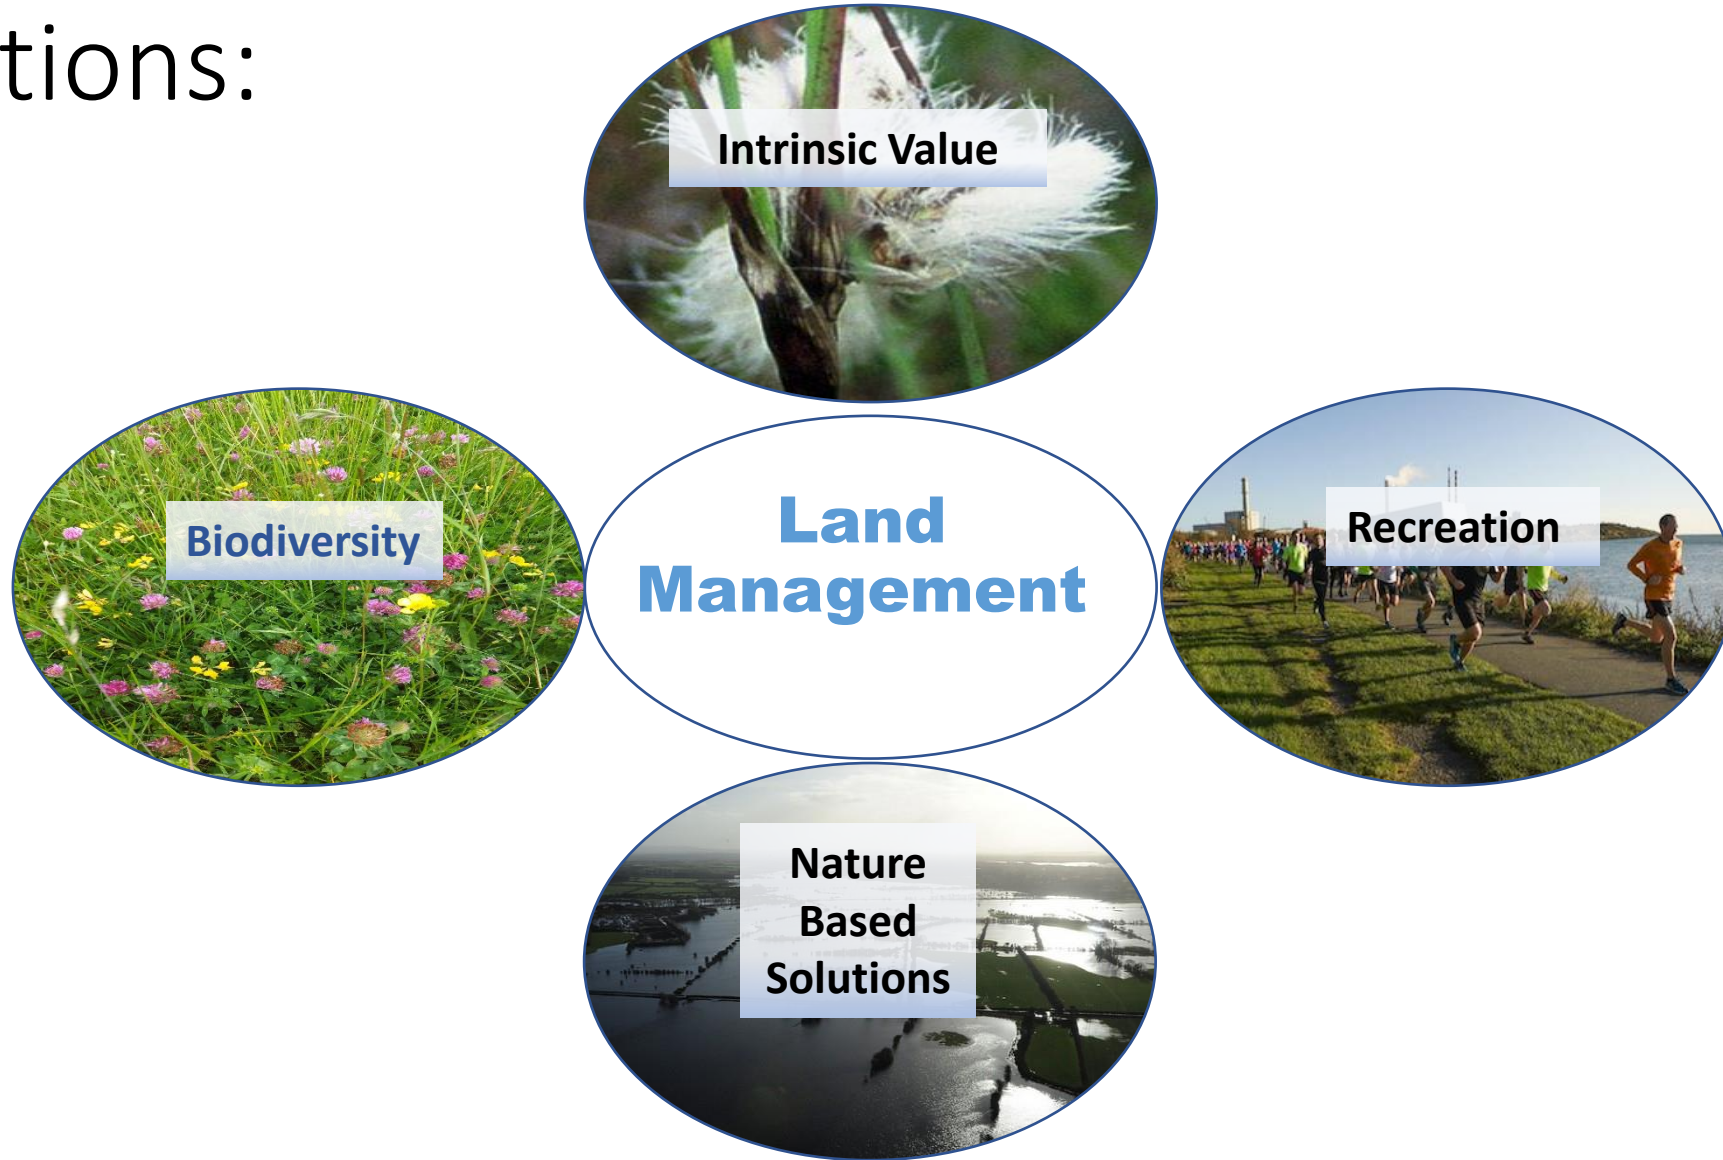 tions:
Intrinsic Value
Biodiversity
Land
Management
Recreation
Nature
Based
Solutions